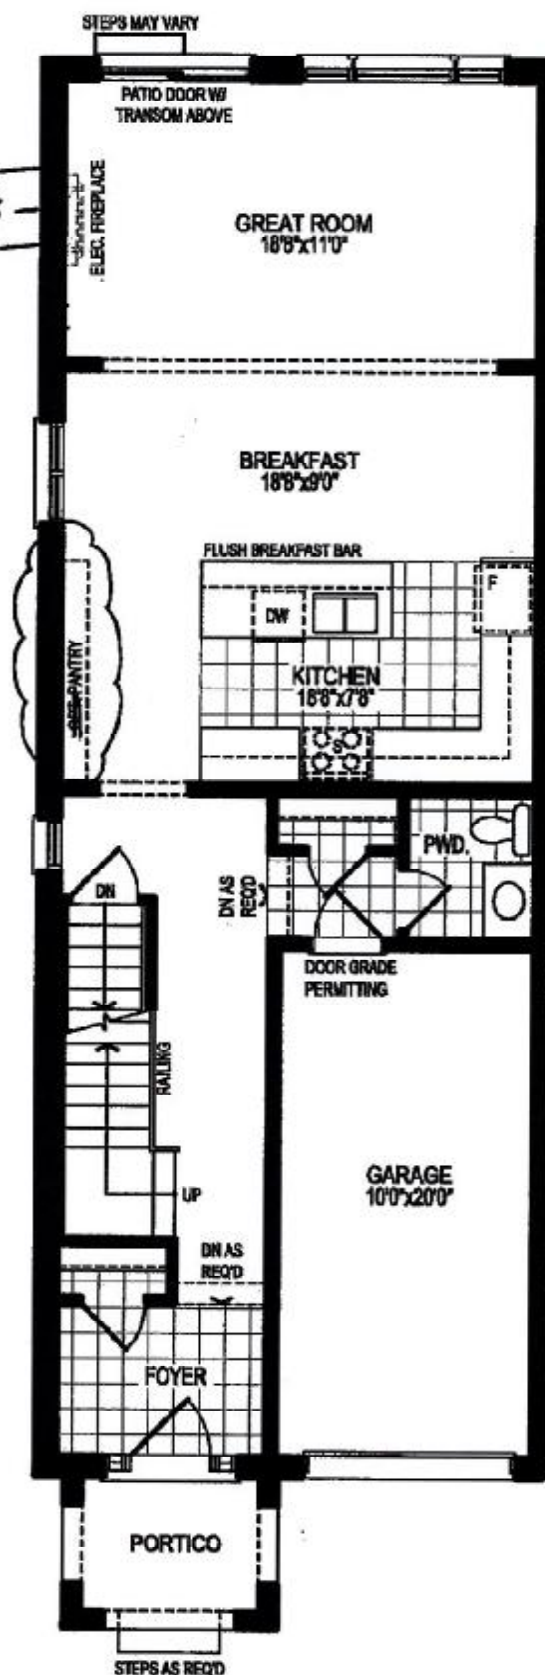 STEPS MAY VARY
PATIO DOOR W/
TRANSOM ABOVE
ELEC. FIREPLACE
GREAT ROOM
18'8"x11'0"
BREAKFAST
18'8"x9'0"
FLUSH BREAKFAST BAR
F
DW
PANTRY
KITCHEN
18'8"x7'8"
S
PWD.
DN
DN AS
REQ'D
DOOR GRADE
PERMITTING
RAILING
GARAGE
10'0"x20'0"
UP
DN AS
REQ'D
FOYER
PORTICO
STEPS AS REQ'D